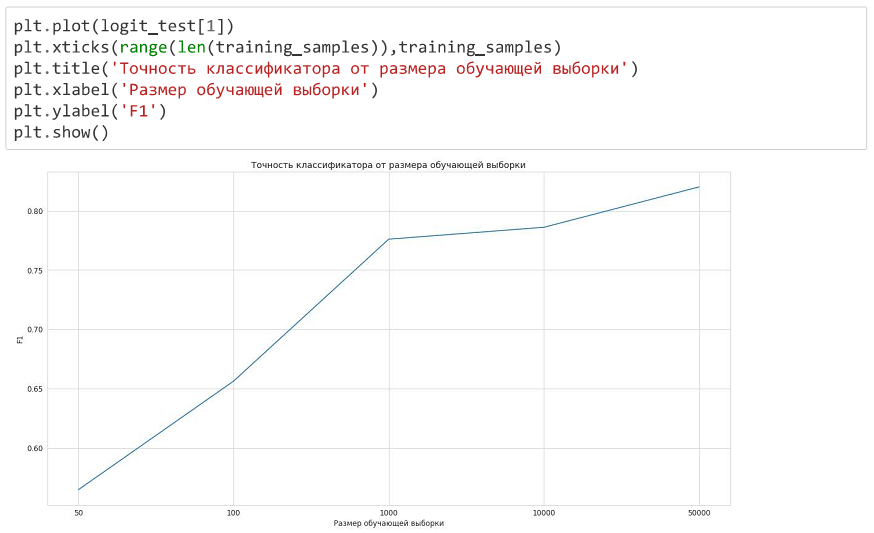 plt.plot(logit_test[1])
plt.xticks(range(len(training_samples)),training_samples)
plt.title('Точность классификатора от размера обучающей выборки')
plt.xlabel('Размер обучающей выборки')
plt.ylabel('F1')
plt.show()
Точность классификатора от размера обучающей выборки
0.80
0.75
0.70
F1
0.65
0.60
50 100 1000 10000 50000
Размер обучающей выборки